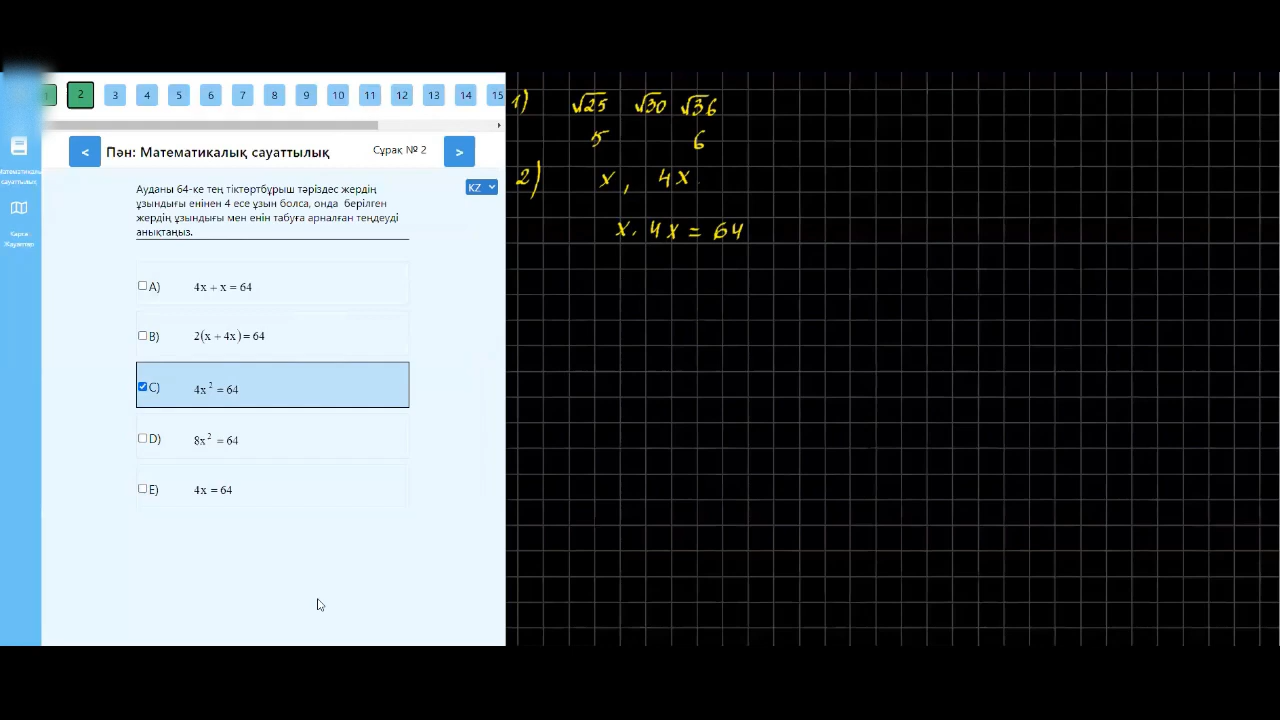 1 2 3 4 5 6 7 8 9 10 11 12 13 14 15
< Пән: Математикалық сауаттылық Сұрақ № 2 >
KZ
Ауданы 64-ке тең тіктөртбұрыш тәріздес жердің
ұзындығы енінен 4 есе ұзын болса, онда берілген
жердің ұзындығы мен енін табуға арналған теңдеуді
анықтаңыз.
A) 4x + x = 64
B) 2(x + 4x) = 64
C) 4x² = 64
D) 8x² = 64
E) 4x = 64
1) √25 √30 √36
5 6
2) x, 4x
x. 4x = 64